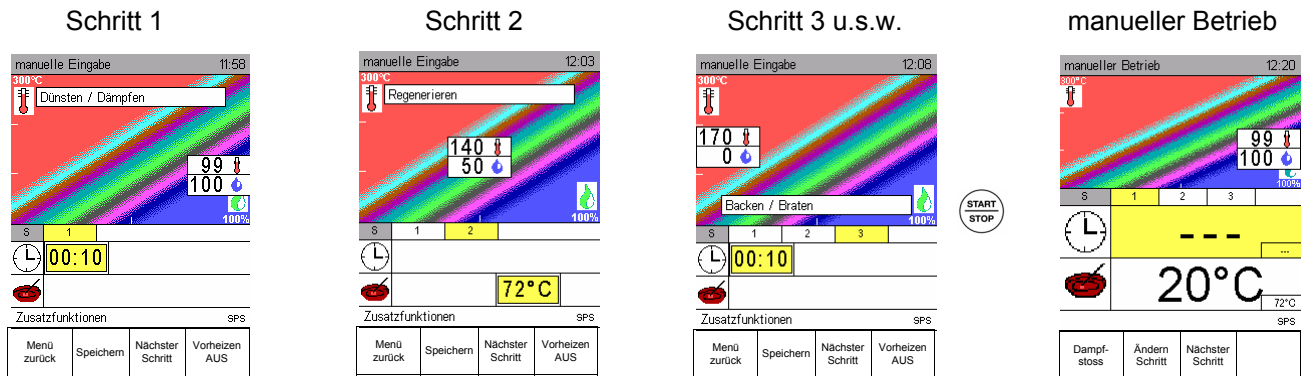 Schritt 1
manuelle Eingabe 11:58
300°C
Dünsten / Dämpfen
99
100
100%
S 1
00:10
Zusatzfunktionen SPS
Menü zurück
Speichern
Nächster Schritt
Vorheizen AUS
Schritt 2
manuelle Eingabe 12:03
300°C
Regenerieren
140
50
100%
S 1 2
72°C
Zusatzfunktionen SPS
Menü zurück
Speichern
Nächster Schritt
Vorheizen AUS
Schritt 3 u.s.w.
manuelle Eingabe 12:08
300°C
170
0
Backen / Braten
100%
S 1 2 3
00:10
Zusatzfunktionen SPS
Menü zurück
Speichern
Nächster Schritt
Vorheizen AUS
START
STOP
manueller Betrieb
manueller Betrieb 12:20
300°C
99
100
100%
S 1 2 3
---
...
20°C
72°C
SPS
Dampf-
stoss
Ändern Schritt
Nächster Schritt